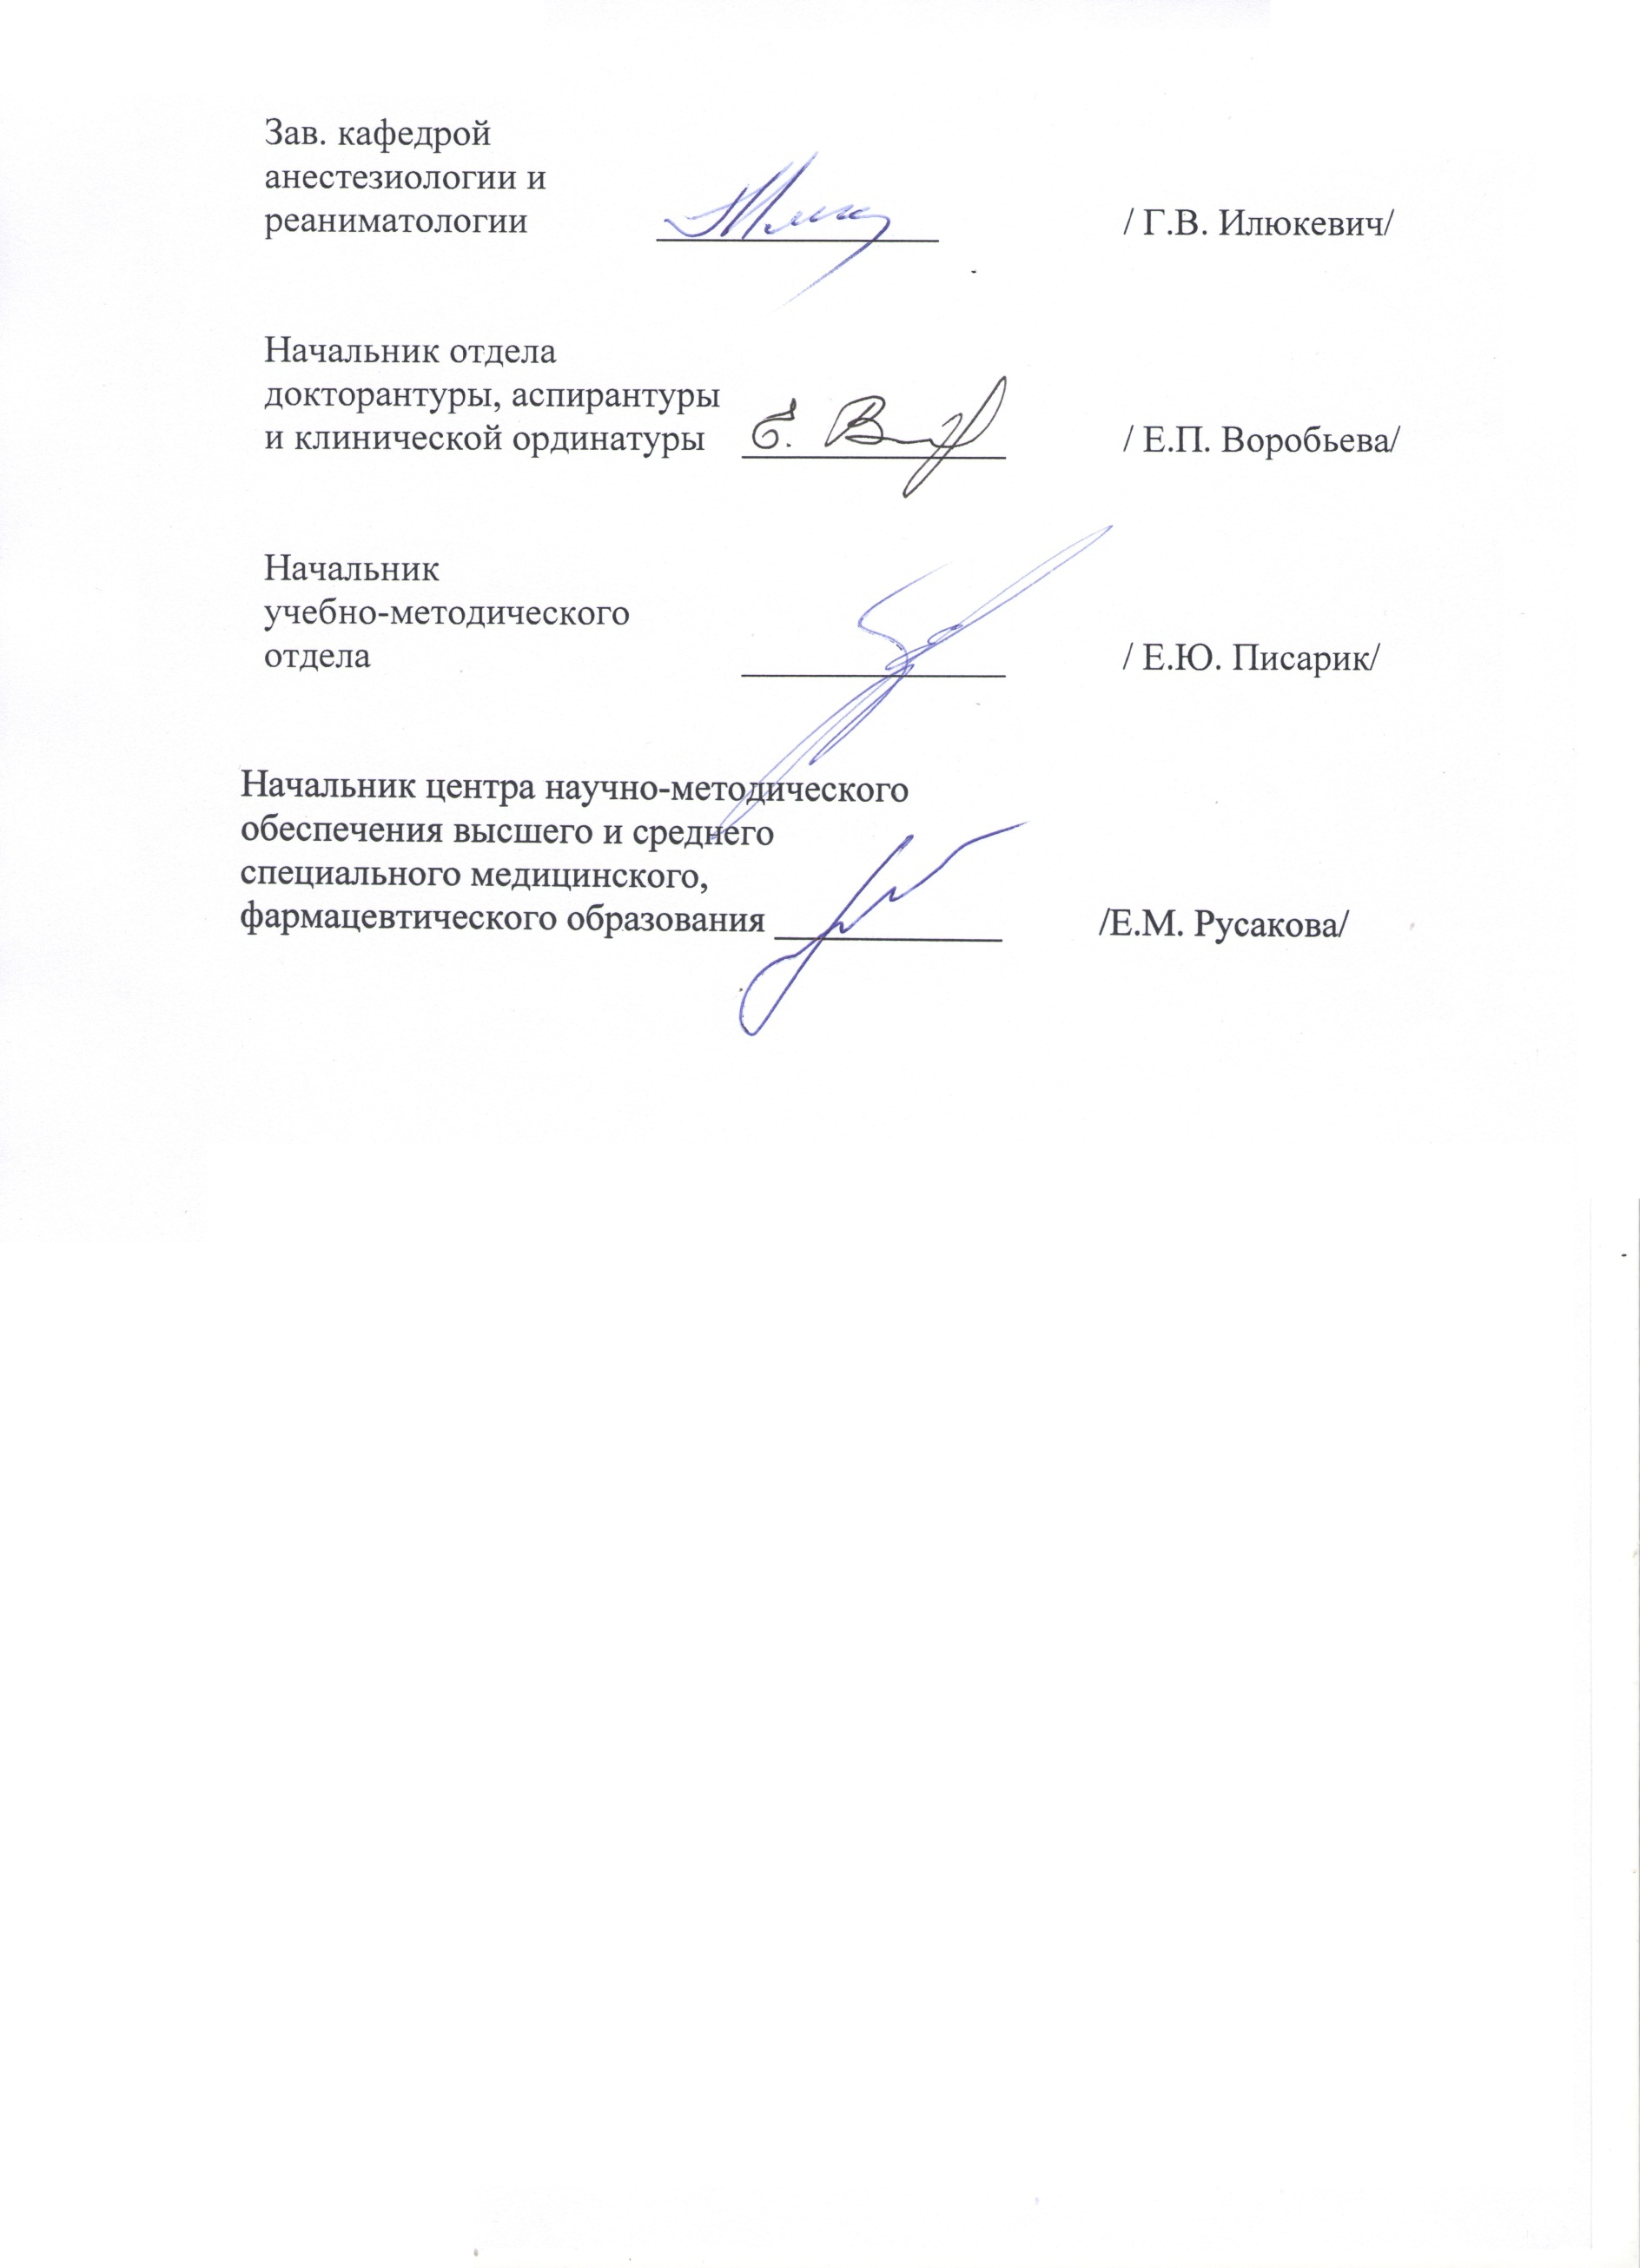 Зав. кафедрой
анестезиологии и
реаниматологии / Г.В. Илюкевич/
Начальник отдела
докторантуры, аспирантуры
и клинической ординатуры / Е.П. Воробьева/
Начальник
учебно-методического
отдела / Е.Ю. Писарик/
Начальник центра научно-методического
обеспечения высшего и среднего
специального медицинского,
фармацевтического образования /Е.М. Русакова/